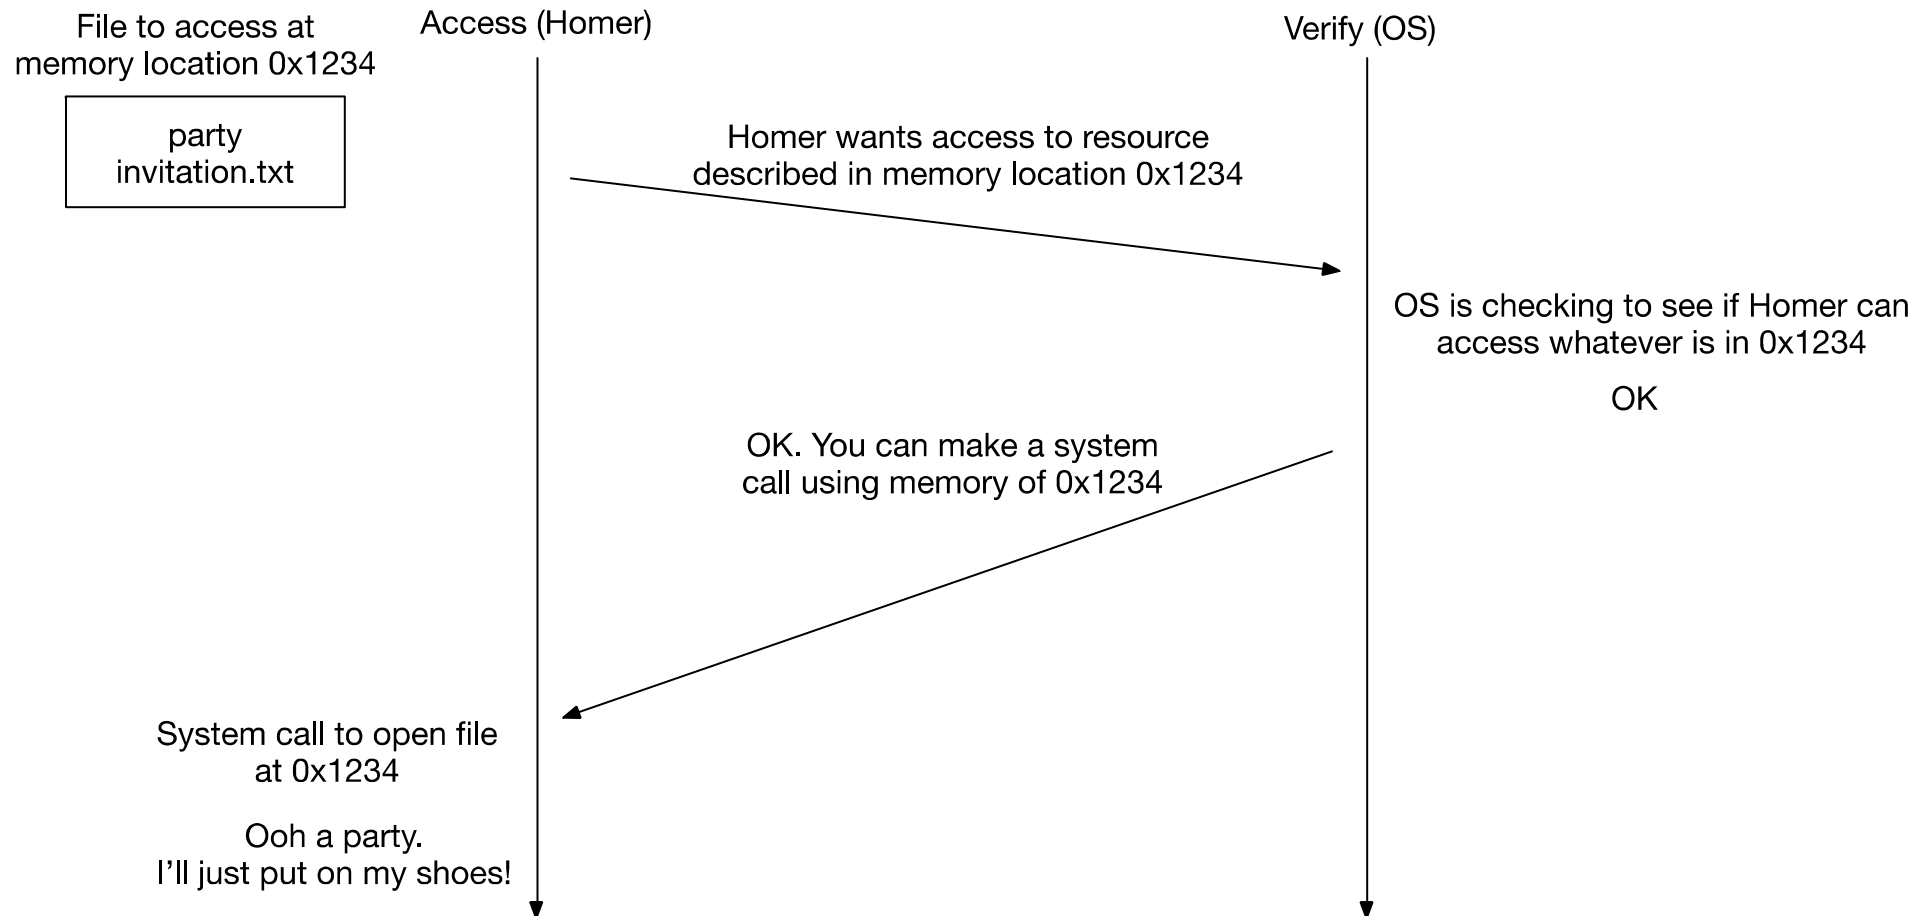 File to access at
memory location 0x1234
party
invitation.txt
Access (Homer)
Verify (OS)
Homer wants access to resource
described in memory location 0x1234
OS is checking to see if Homer can
access whatever is in 0x1234
OK
OK. You can make a system
call using memory of 0x1234
System call to open file
at 0x1234
Ooh a party.
I’ll just put on my shoes!